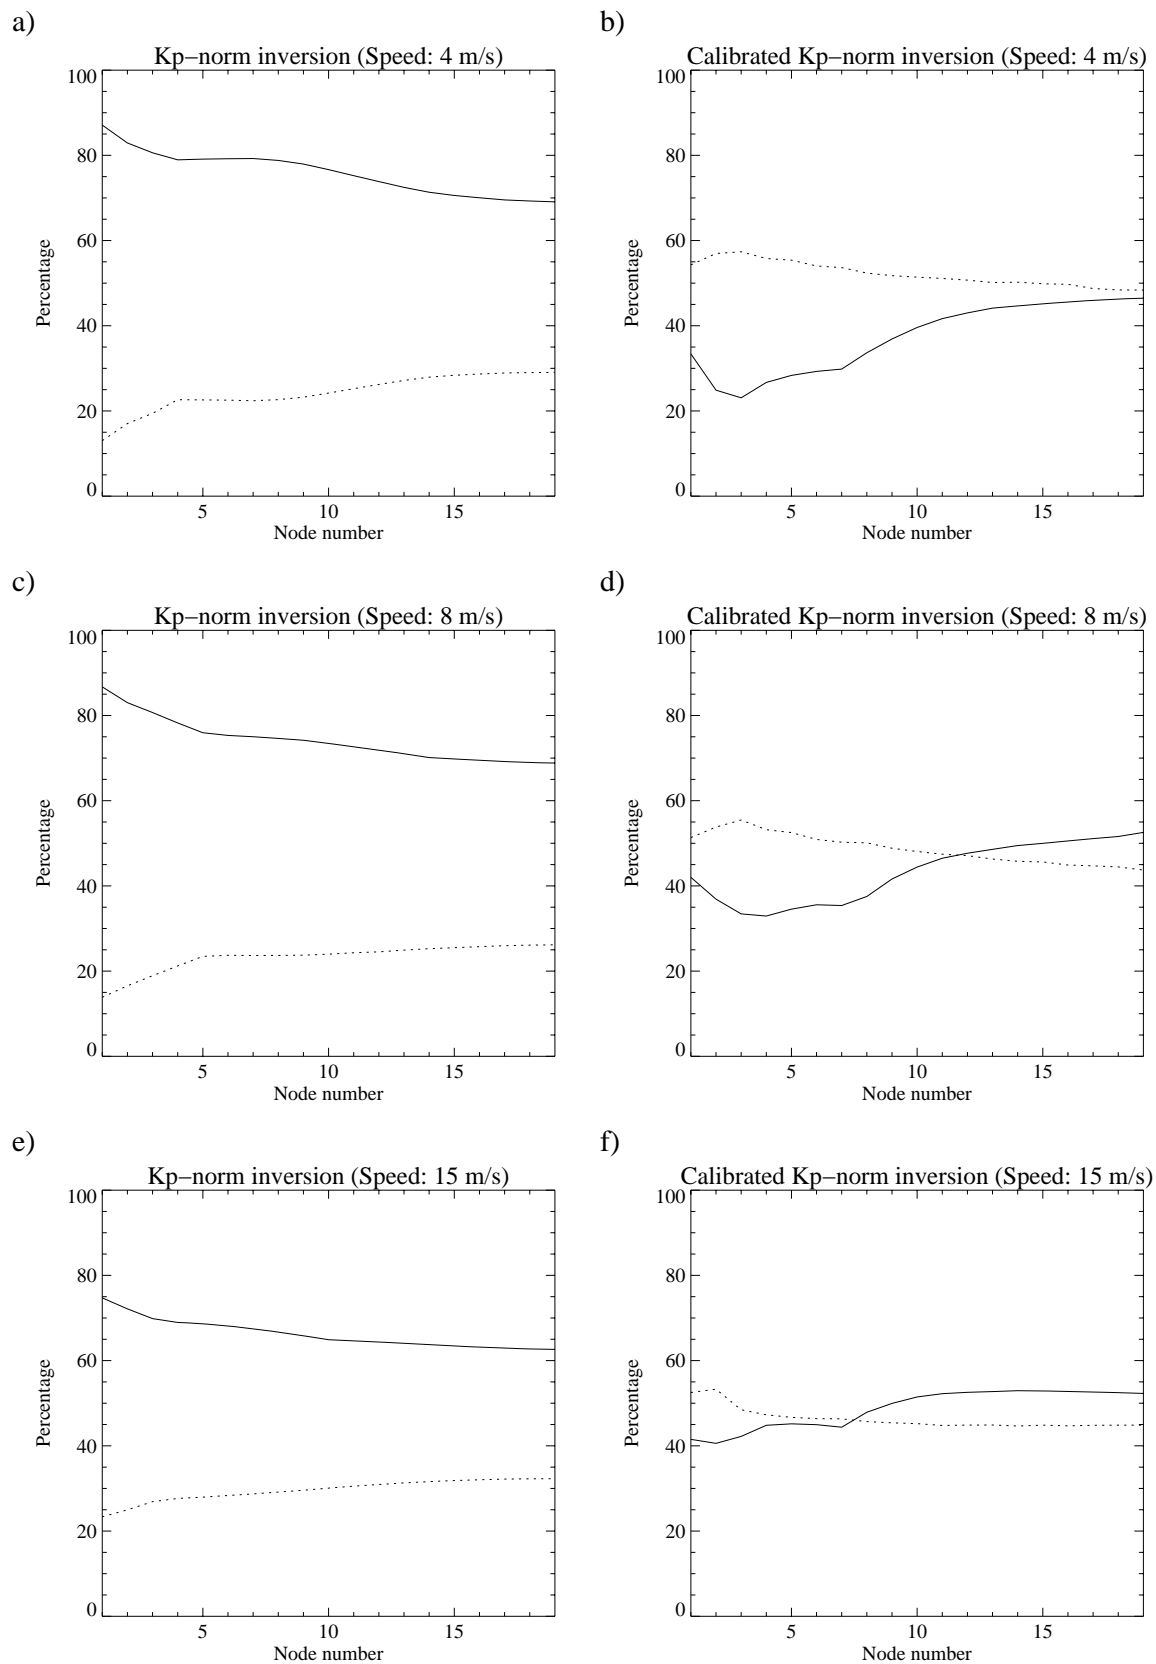 a)
Kp−norm inversion (Speed: 4 m/s)
100
80
60
40
20
0
Percentage
5 10 15
Node number
b)
Calibrated Kp−norm inversion (Speed: 4 m/s)
100
80
60
40
20
0
Percentage
5 10 15
Node number
c)
Kp−norm inversion (Speed: 8 m/s)
100
80
60
40
20
0
Percentage
5 10 15
Node number
d)
Calibrated Kp−norm inversion (Speed: 8 m/s)
100
80
60
40
20
0
Percentage
5 10 15
Node number
e)
Kp−norm inversion (Speed: 15 m/s)
100
80
60
40
20
0
Percentage
5 10 15
Node number
f)
Calibrated Kp−norm inversion (Speed: 15 m/s)
100
80
60
40
20
0
Percentage
5 10 15
Node number